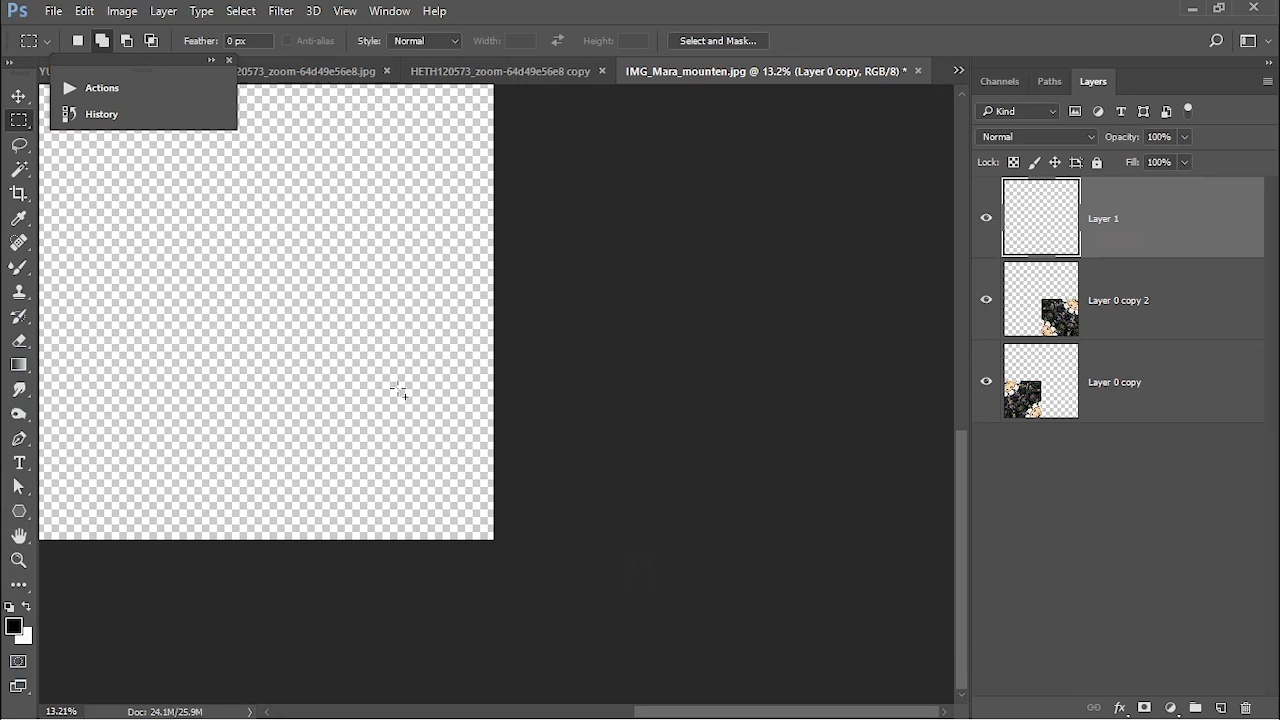 Ps File Edit Image Layer Type Select Filter 3D View Window Help
Feather: 0 px Anti-alias Style: Normal Width: Height: Select and Mask...
120573_zoom-64d49e56e8.jpg HETH120573_zoom-64d49e56e8 copy IMG_Mara_mounten.jpg @ 13.2% (Layer 0 copy, RGB/8) *
Actions
History
Channels Paths Layers
Kind
Normal Opacity: 100%
Lock: Fill: 100%
Layer 1
Layer 0 copy 2
Layer 0 copy
13.21% Doc: 24.1M/25.9M